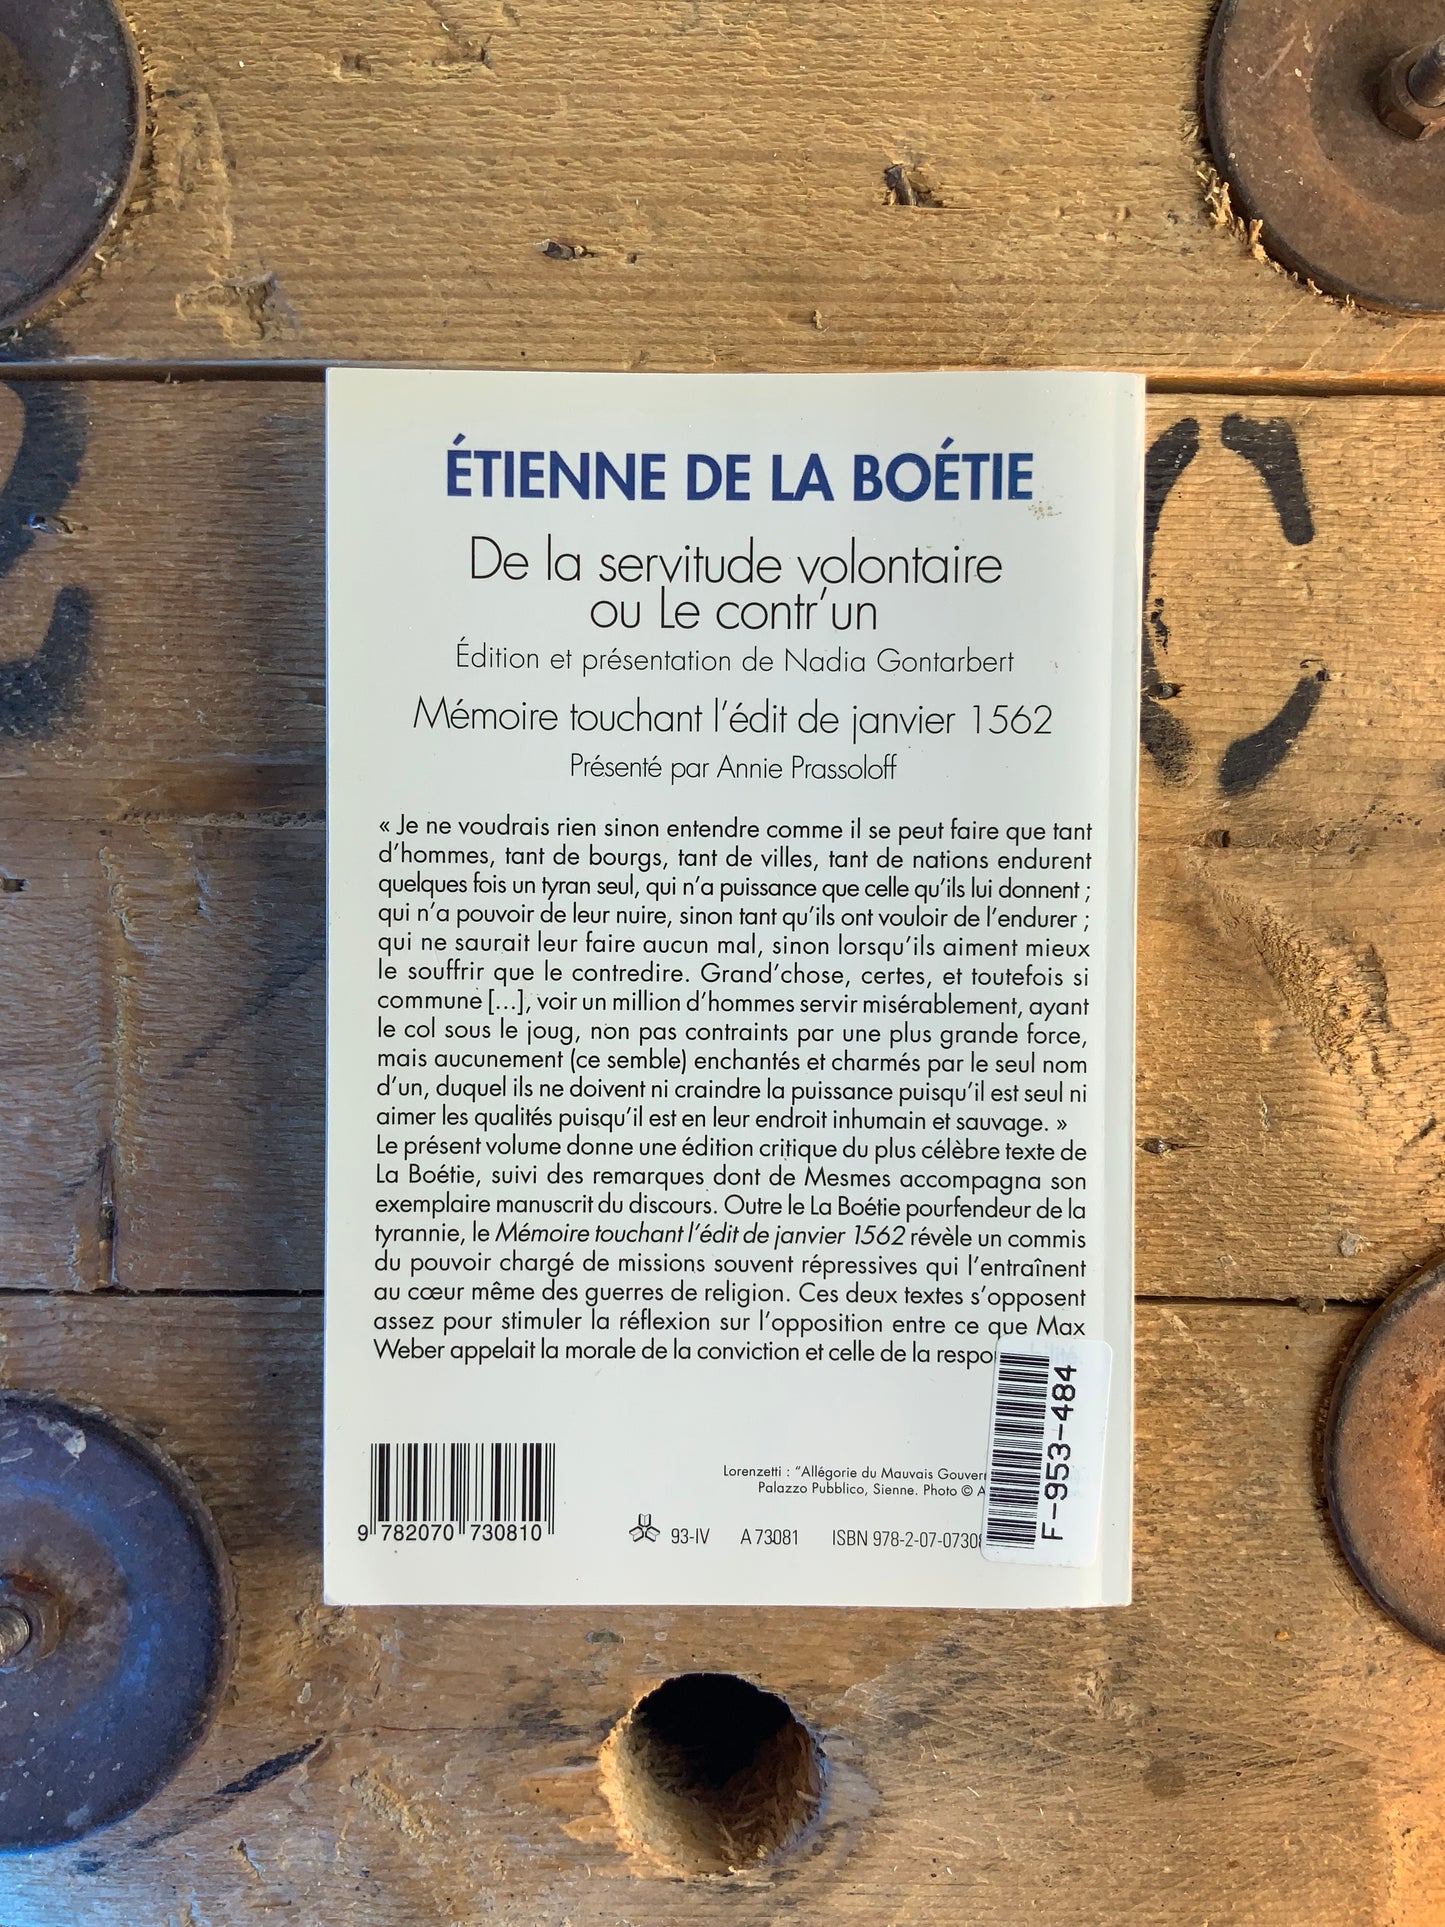 ÉTIENNE DE LA BOÉTIE
De la servitude volontaire
ou Le contr'un
Édition et présentation de Nadia Gontarbert
Mémoire touchant l'édit de janvier 1562
Présenté par Annie Prassoloff
« Je ne voudrais rien sinon entendre comme il se peut faire que tant
d'hommes, tant de bourgs, tant de villes, tant de nations endurent
quelques fois un tyran seul, qui n'a puissance que celle qu'ils lui donnent ;
qui n'a pouvoir de leur nuire, sinon tant qu'ils ont vouloir de l'endurer ;
qui ne saurait leur faire aucun mal, sinon lorsqu'ils aiment mieux
le souffrir que le contredire. Grand'chose, certes, et toutefois si
commune [...], voir un million d'hommes servir misérablement, ayant
le col sous le joug, non pas contraints par une plus grande force,
mais aucunement (ce semble) enchantés et charmés par le seul nom
d'un, duquel ils ne doivent ni craindre la puissance puisqu'il est seul ni
aimer les qualités puisqu'il est en leur endroit inhumain et sauvage. »
Le présent volume donne une édition critique du plus célèbre texte de
La Boétie, suivi des remarques dont de Mesmes accompagna son
exemplaire manuscrit du discours. Outre le La Boétie pourfendeur de la
tyrannie, le Mémoire touchant l'édit de janvier 1562 révèle un commis
du pouvoir chargé de missions souvent répressives qui l'entraînent
au cœur même des guerres de religion. Ces deux textes s'opposent
assez pour stimuler la réflexion sur l'opposition entre ce que Max
Weber appelait la morale de la conviction et celle de la respo
F-953-484
Lorenzetti : "Allégorie du Mauvais Gouver
Palazzo Pubblico, Sienne. Photo © A
9 782070 730810
93-IV A 73081 ISBN 978-2-07-0730
C